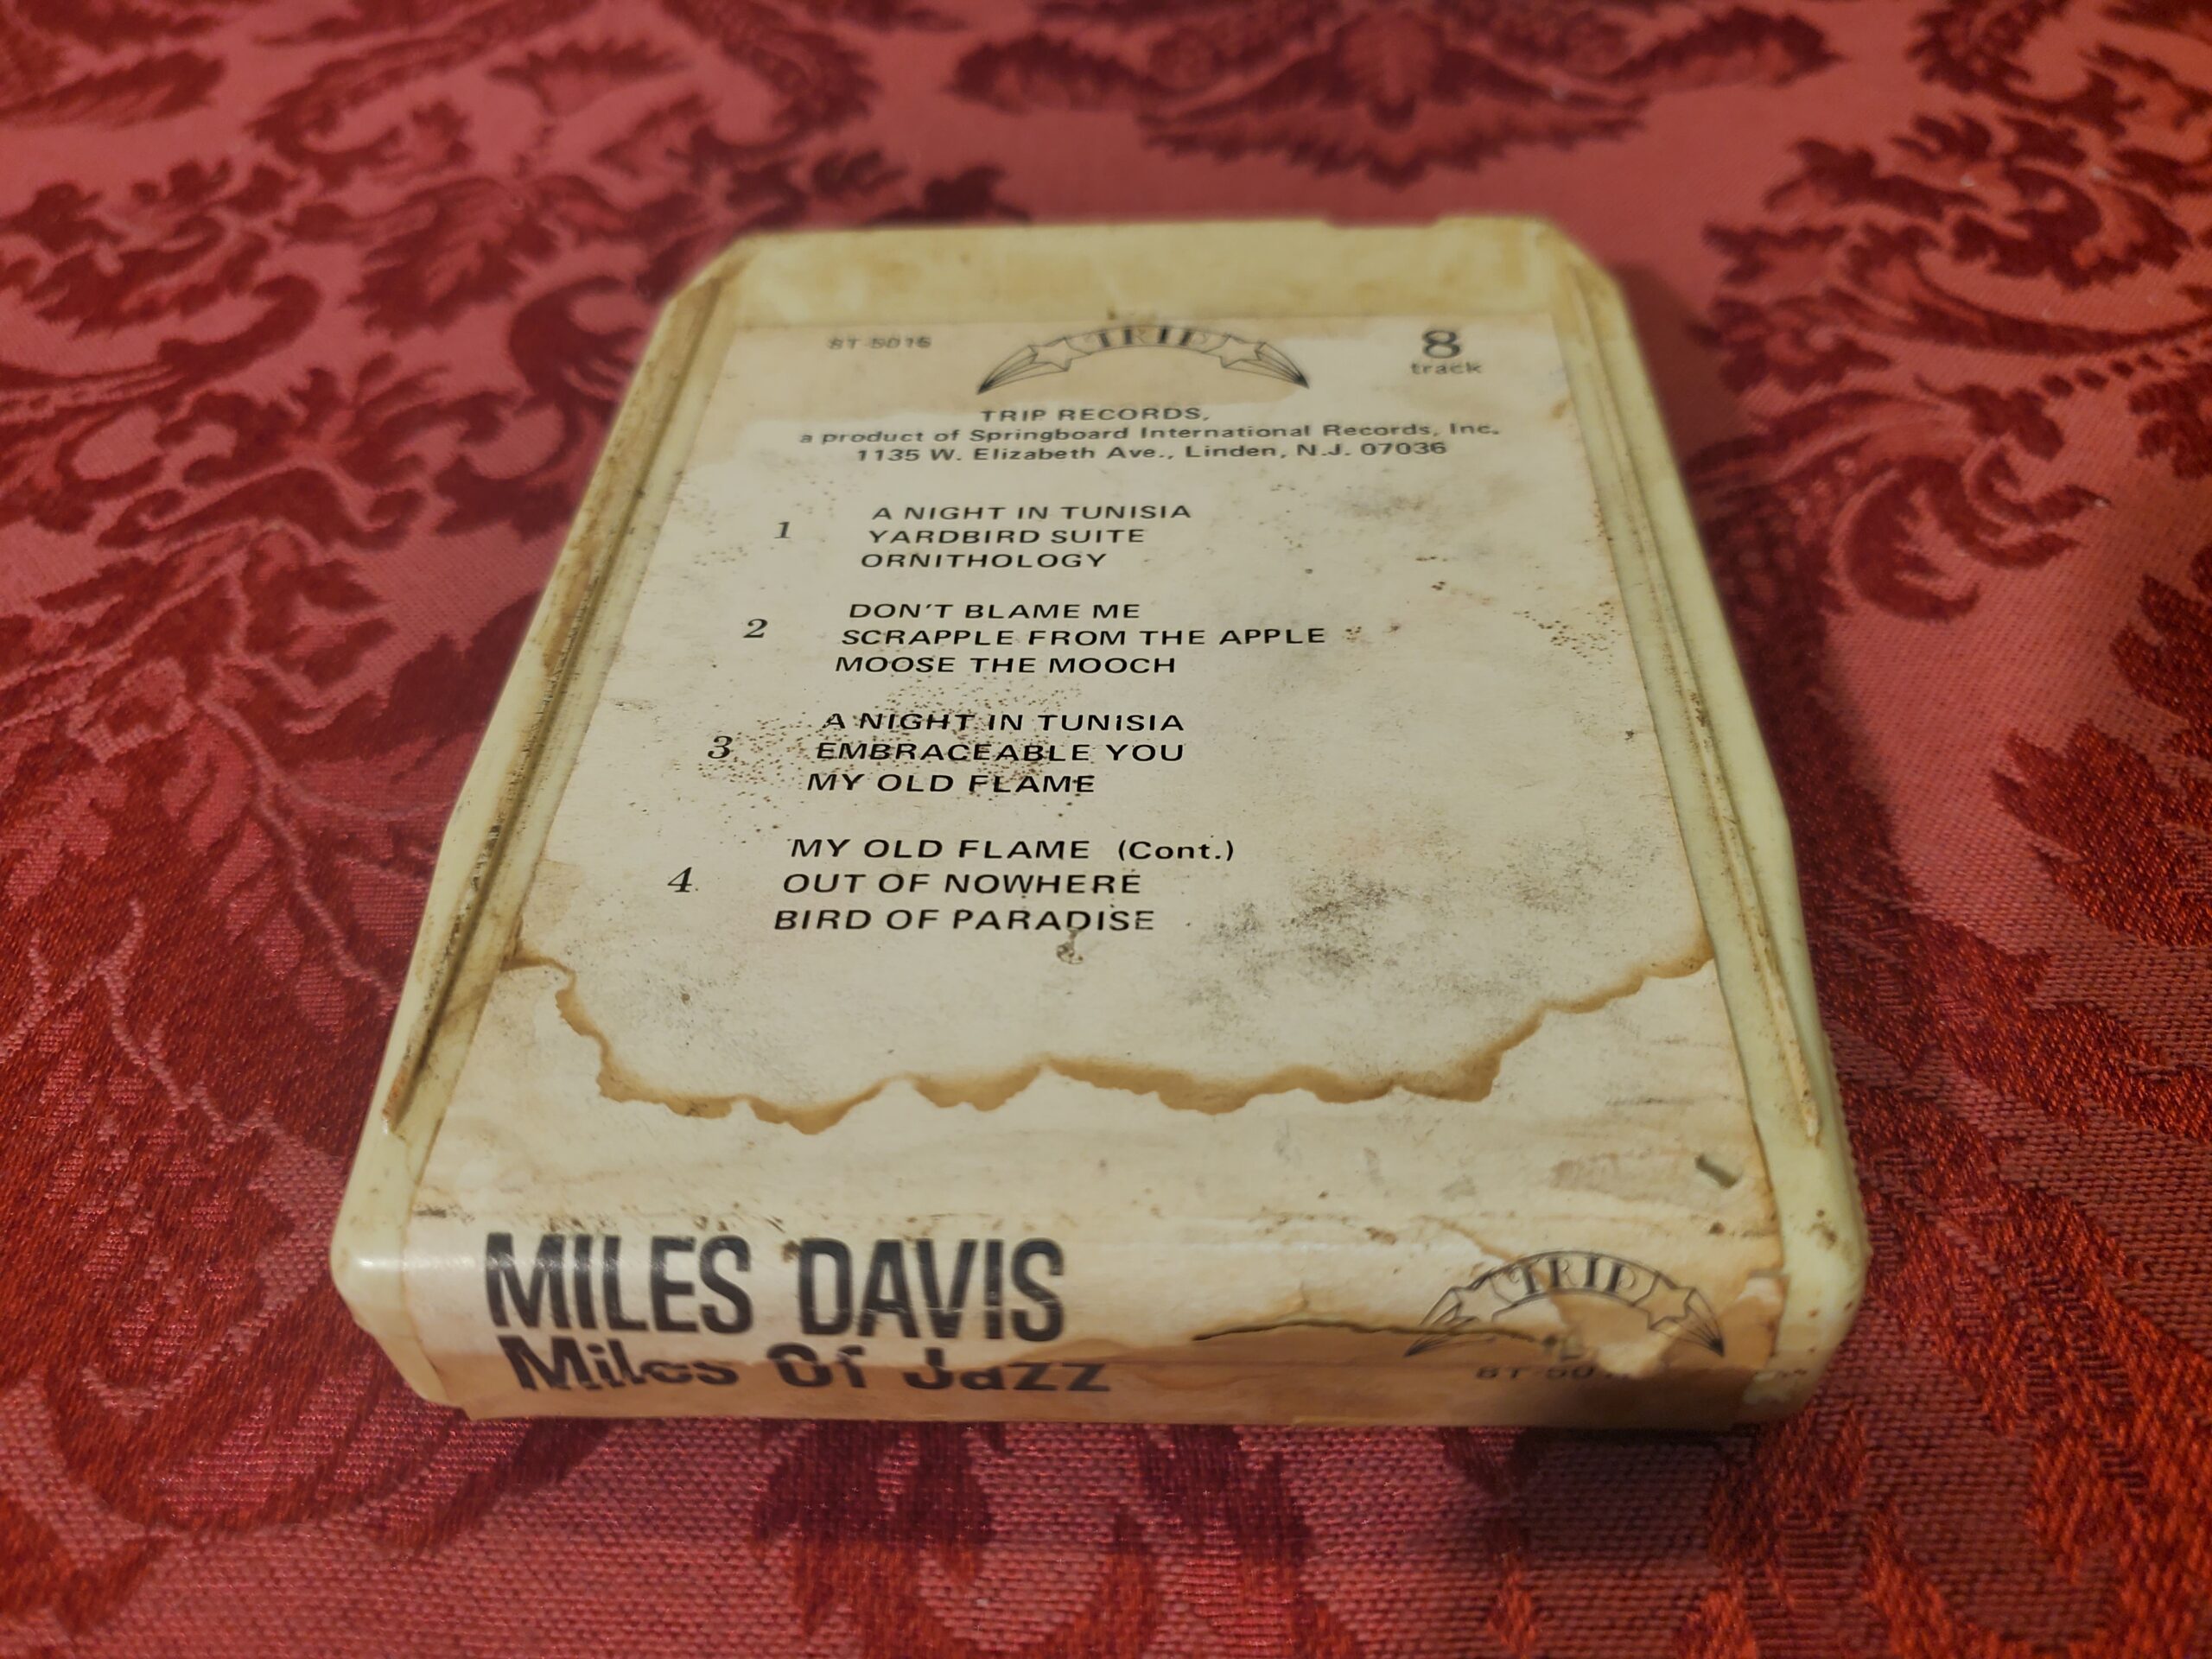 8T-5015
TRIP
8
track
TRIP RECORDS,
a product of Springboard International Records, Inc.
1135 W. Elizabeth Ave., Linden, N.J. 07036
1
A NIGHT IN TUNISIA
YARDBIRD SUITE
ORNITHOLOGY
2
DON'T BLAME ME
SCRAPPLE FROM THE APPLE
MOOSE THE MOOCH
3
A NIGHT IN TUNISIA
EMBRACEABLE YOU
MY OLD FLAME
4
MY OLD FLAME (Cont.)
OUT OF NOWHERE
BIRD OF PARADISE
MILES DAVIS
Miles Of Jazz
TRIP